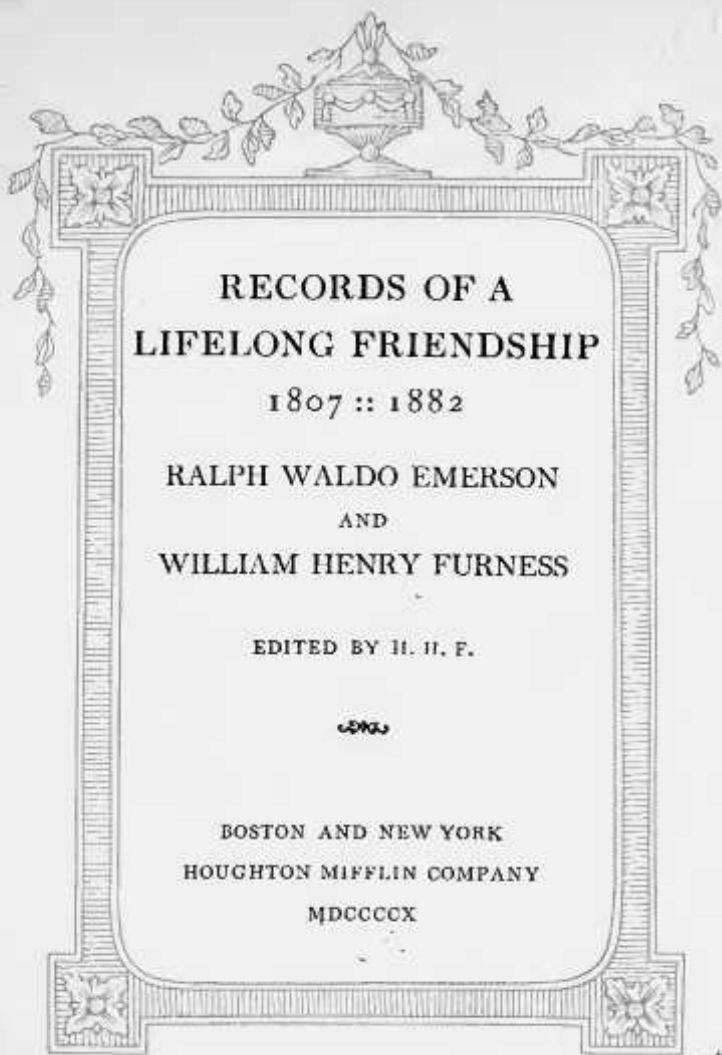 RECORDS OF A
LIFELONG FRIENDSHIP
1807 :: 1882
RALPH WALDO EMERSON
AND
WILLIAM HENRY FURNESS
EDITED BY H. H. F.
BOSTON AND NEW YORK
HOUGHTON MIFFLIN COMPANY
MDCCCCX